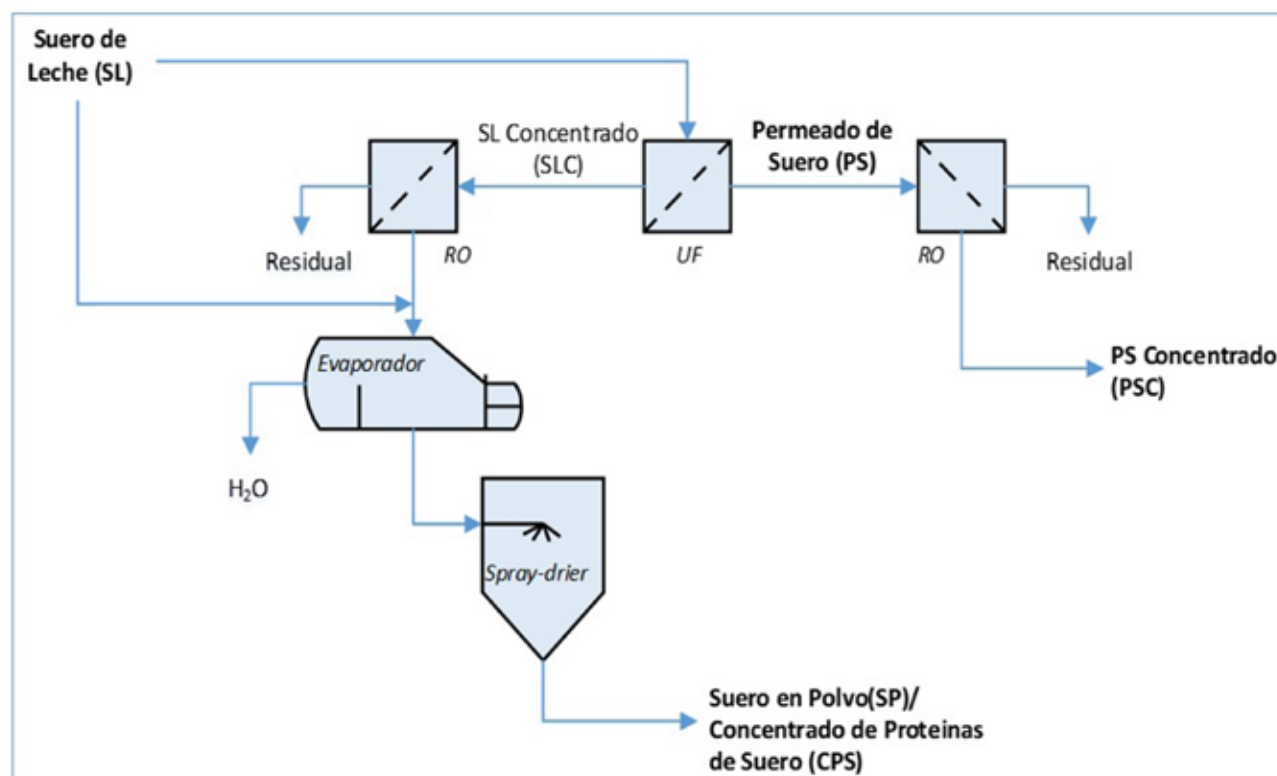 Suero de
Leche (SL)
SL Concentrado
(SLC)
Permeado de
Suero (PS)
Residual
RO
UF
RO
Residual
Evaporador
PS Concentrado
(PSC)
H₂O
Spray-drier
Suero en Polvo(SP)/
Concentrado de Proteinas
de Suero (CPS)